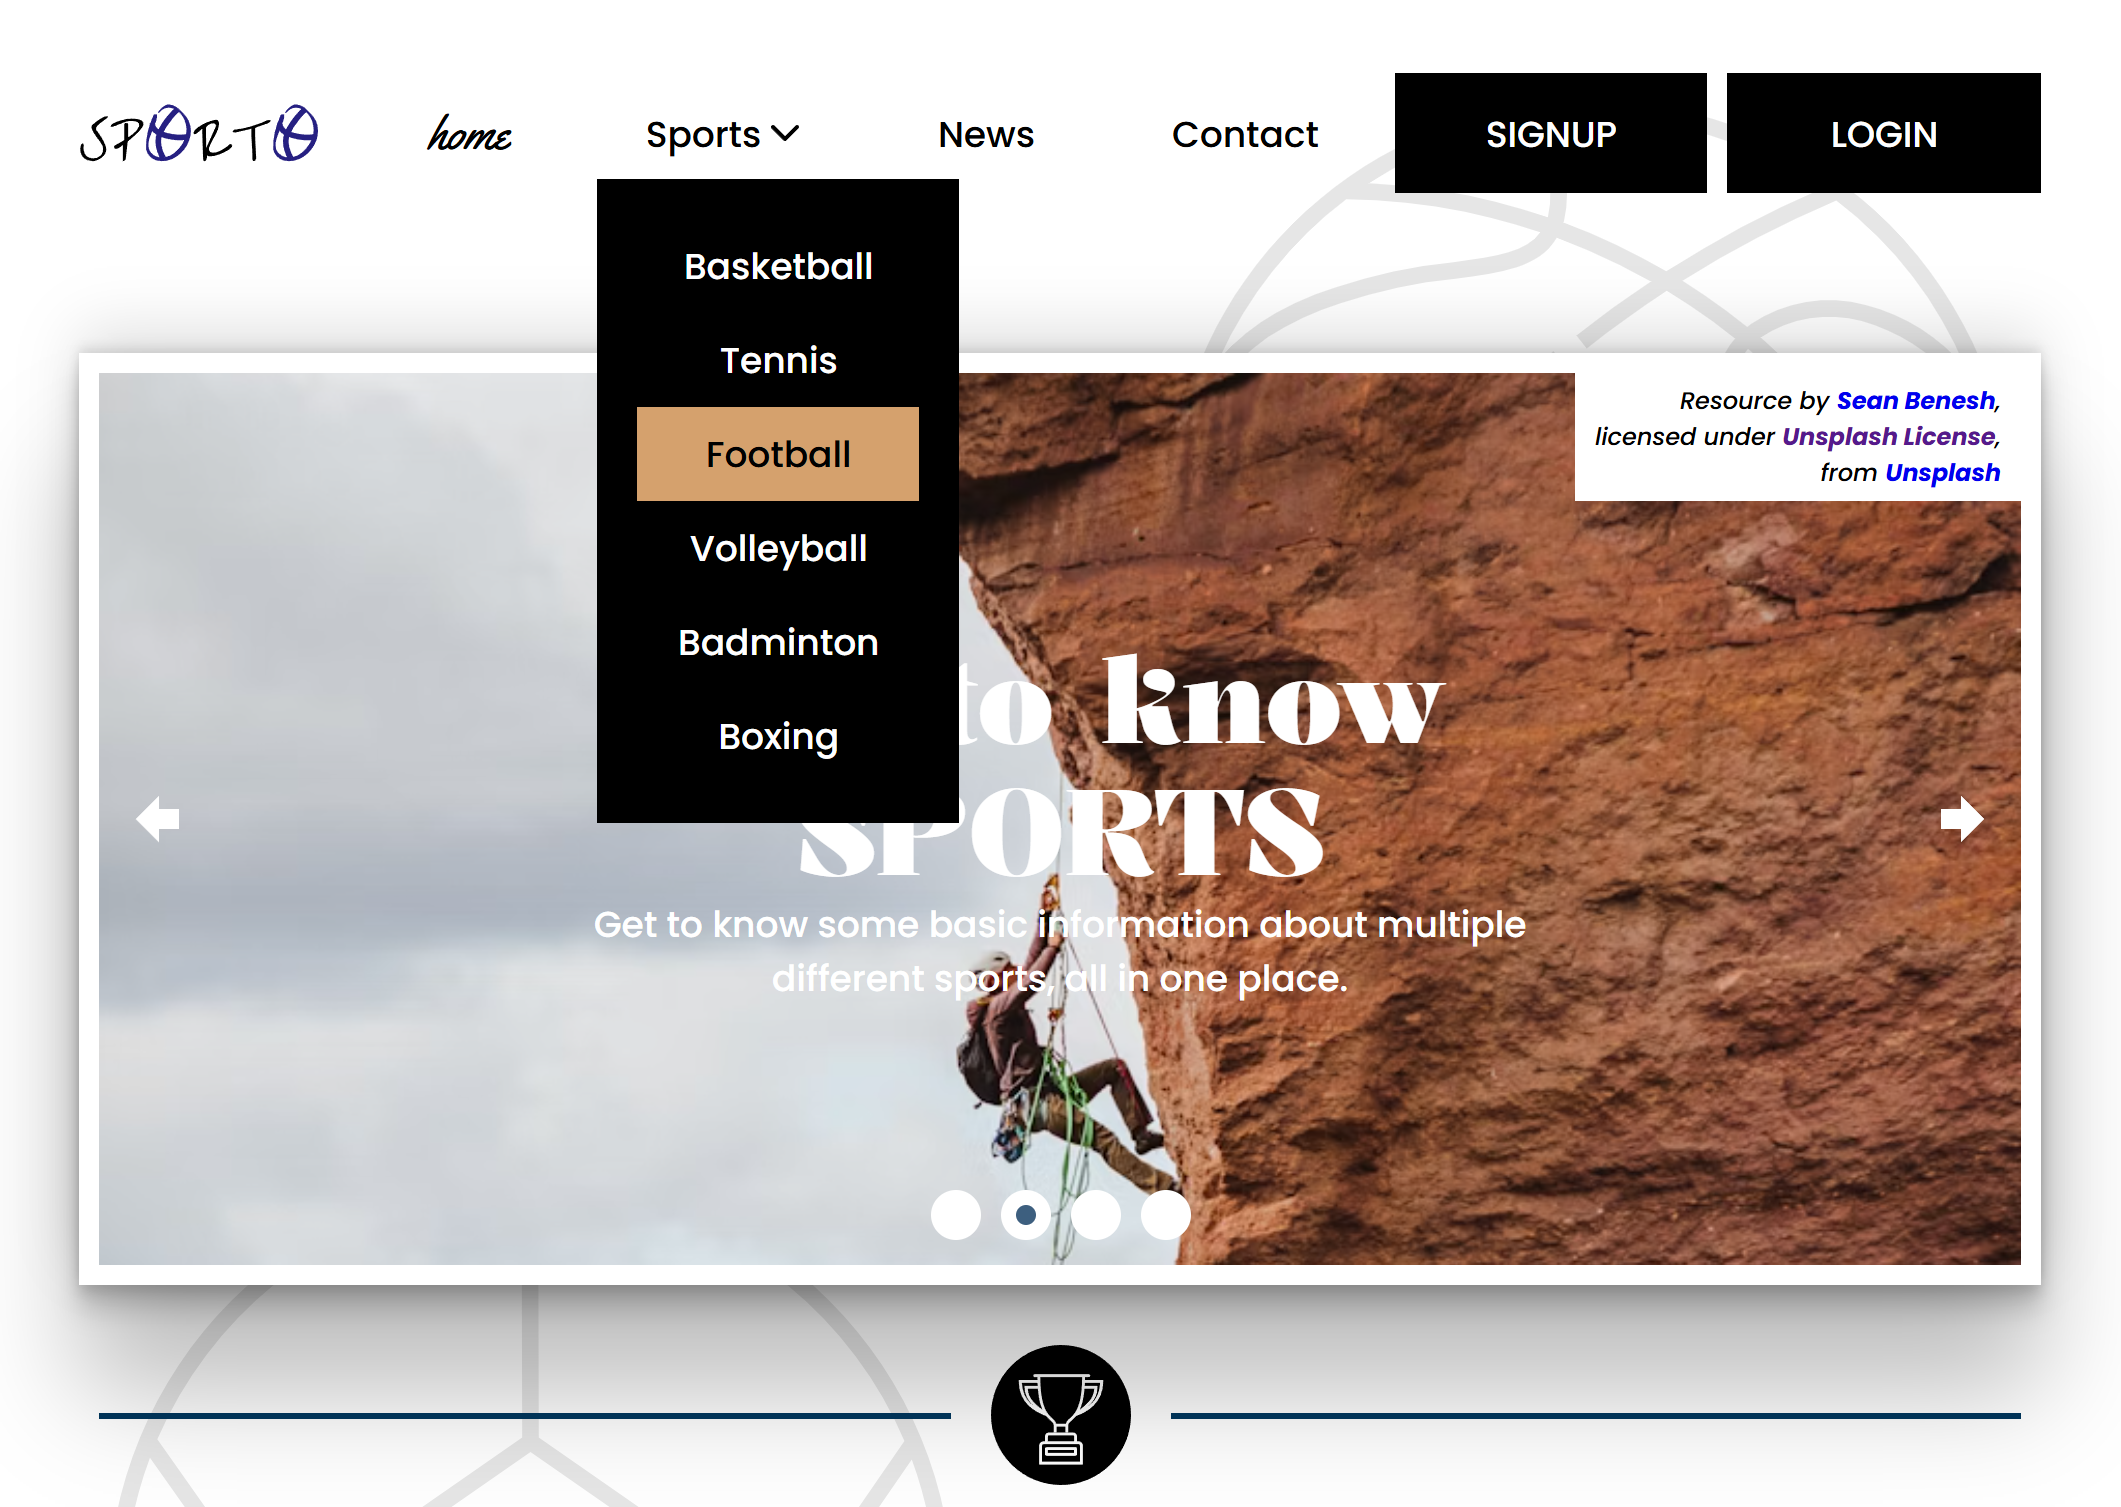 SPORTO
home
Sports
News
Contact
SIGNUP
LOGIN
Basketball
Tennis
Football
Volleyball
Badminton
Boxing
Resource by Sean Benesh,
licensed under Unsplash License,
from Unsplash
to know
SPORTS
Get to know some basic information about multiple
different sports, all in one place.